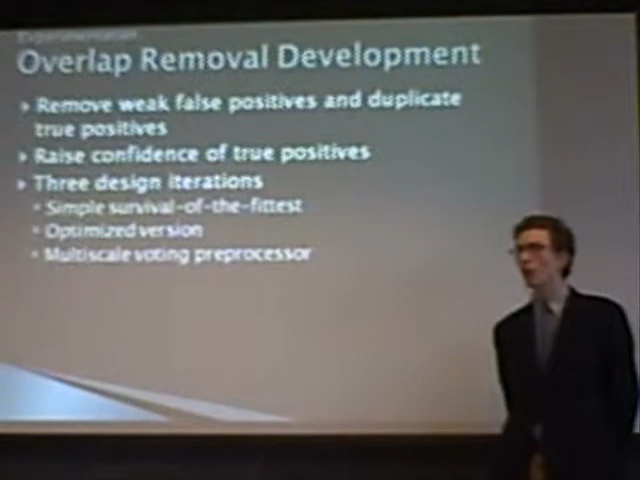 Experimentation
Overlap Removal Development
Remove weak false positives and duplicate
true positives
Raise confidence of true positives
Three design iterations
Simple survival-of-the-fittest
Optimized version
Multiscale voting preprocessor